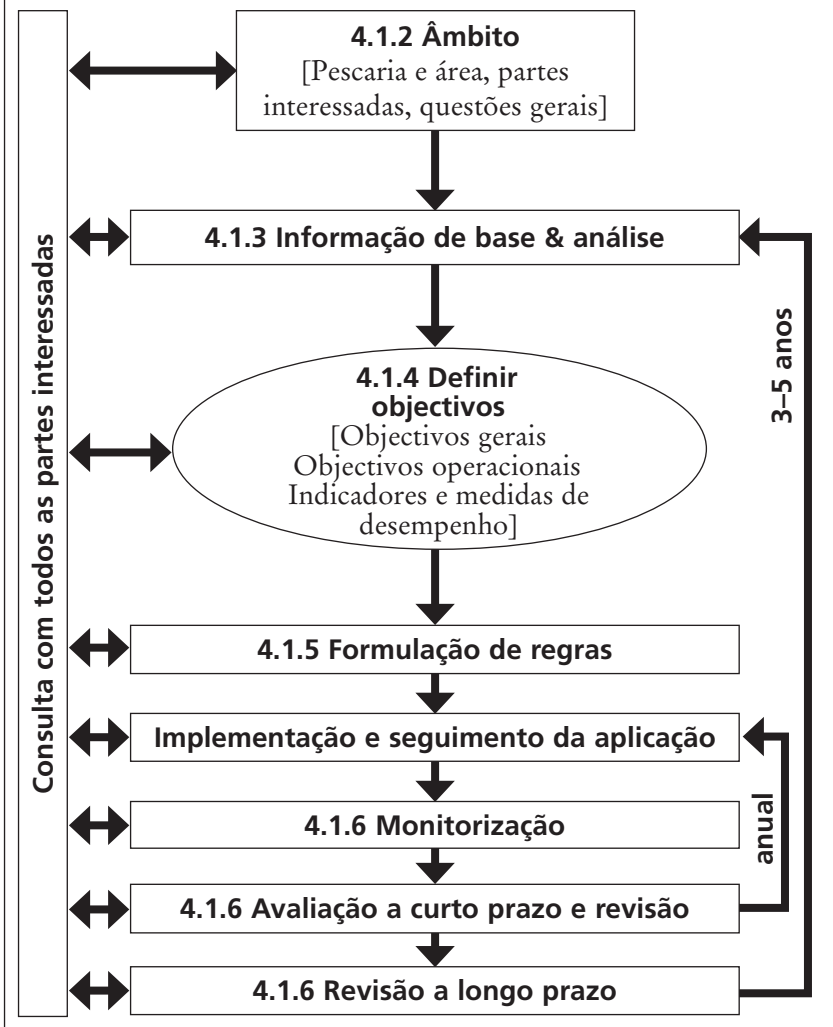 Consulta com todos as partes interessadas
4.1.2 Âmbito
[Pescaria e área, partes
interessadas, questões gerais]
4.1.3 Informação de base & análise
4.1.4 Definir
objectivos
[Objectivos gerais
Objectivos operacionais
Indicadores e medidas de
desempenho]
4.1.5 Formulação de regras
Implementação e seguimento da aplicação
4.1.6 Monitorização
4.1.6 Avaliação a curto prazo e revisão
4.1.6 Revisão a longo prazo
anual
3–5 anos